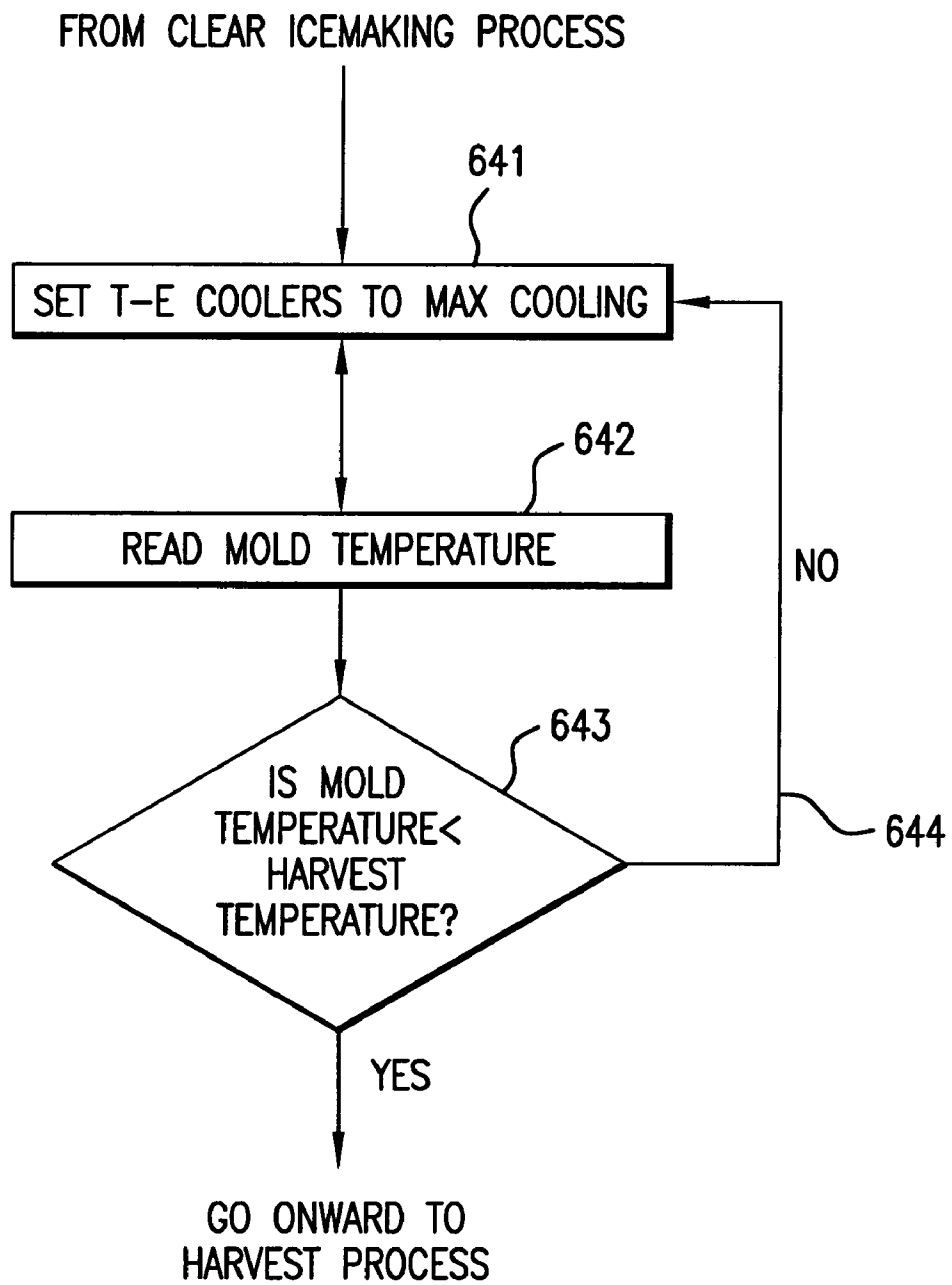 FROM CLEAR ICEMAKING PROCESS
641
SET T-E COOLERS TO MAX COOLING
642
READ MOLD TEMPERATURE
NO
643
IS MOLD
TEMPERATURE<
HARVEST
TEMPERATURE?
644
YES
GO ONWARD TO
HARVEST PROCESS